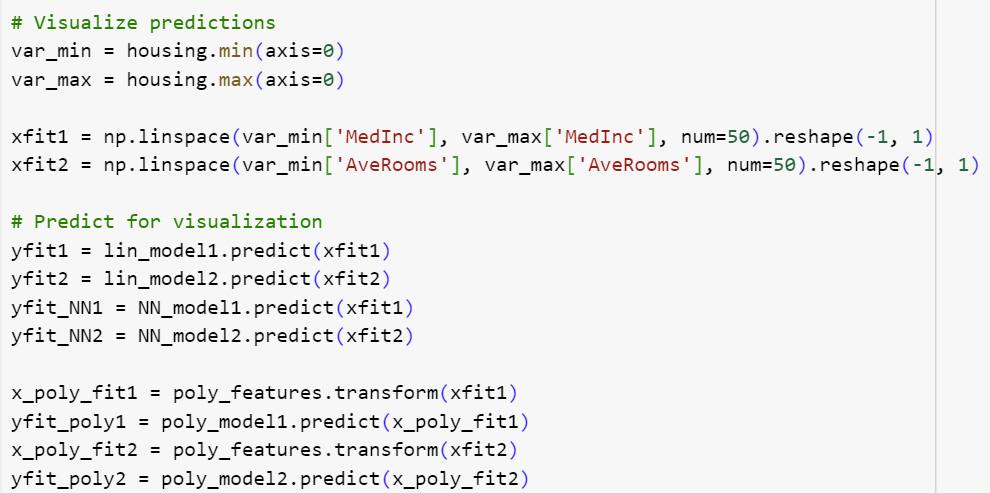 # Visualize predictions
var_min = housing.min(axis=0)
var_max = housing.max(axis=0)
xfit1 = np.linspace(var_min['MedInc'], var_max['MedInc'], num=50).reshape(-1, 1)
xfit2 = np.linspace(var_min['AveRooms'], var_max['AveRooms'], num=50).reshape(-1, 1)
# Predict for visualization
yfit1 = lin_model1.predict(xfit1)
yfit2 = lin_model2.predict(xfit2)
yfit_NN1 = NN_model1.predict(xfit1)
yfit_NN2 = NN_model2.predict(xfit2)
x_poly_fit1 = poly_features.transform(xfit1)
yfit_poly1 = poly_model1.predict(x_poly_fit1)
x_poly_fit2 = poly_features.transform(xfit2)
yfit_poly2 = poly_model2.predict(x_poly_fit2)